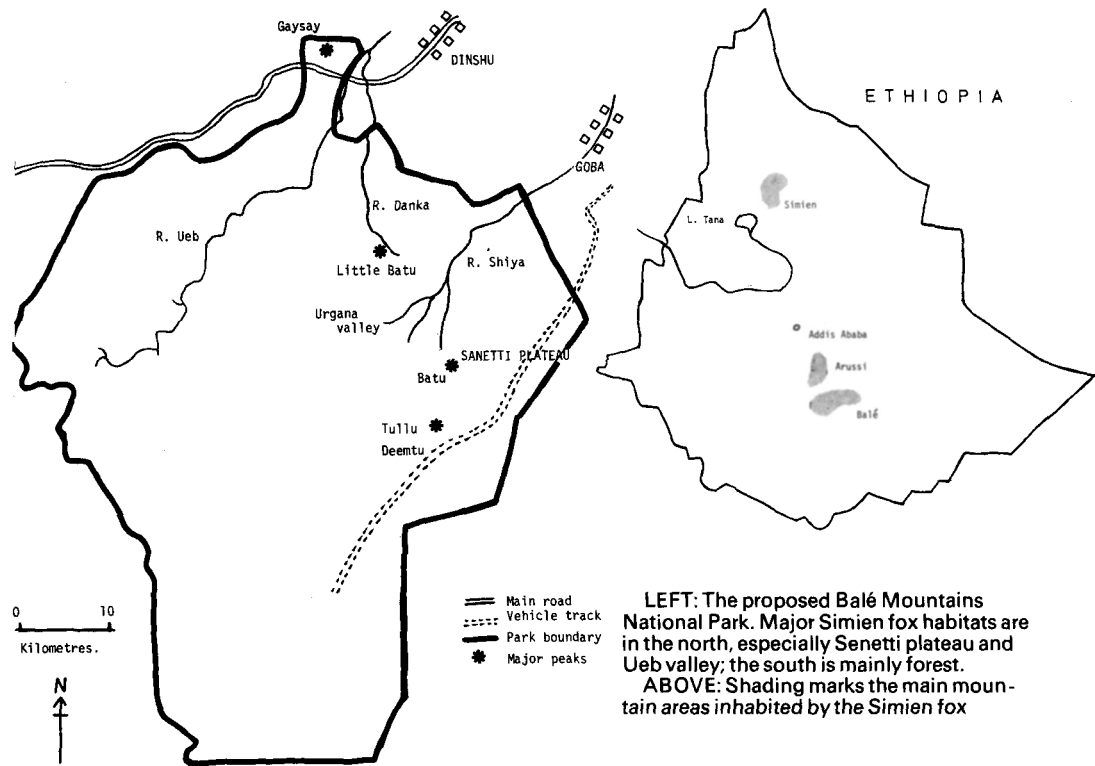 Gaysay
DINSHU
GOBA
R. Danka
R. Ueb
Little Batu
R. Shiya
Urgana
valley
SANETTI PLATEAU
Batu
Tullu
Deemtu
0 10
Kilometres.
N
Main road
Vehicle track
Park boundary
Major peaks
ETHIOPIA
Simien
L. Tana
Addis Ababa
Arussi
Balé
LEFT: The proposed Balé Mountains
National Park. Major Simien fox habitats are
in the north, especially Senetti plateau and
Ueb valley; the south is mainly forest.
ABOVE: Shading marks the main moun-
tain areas inhabited by the Simien fox